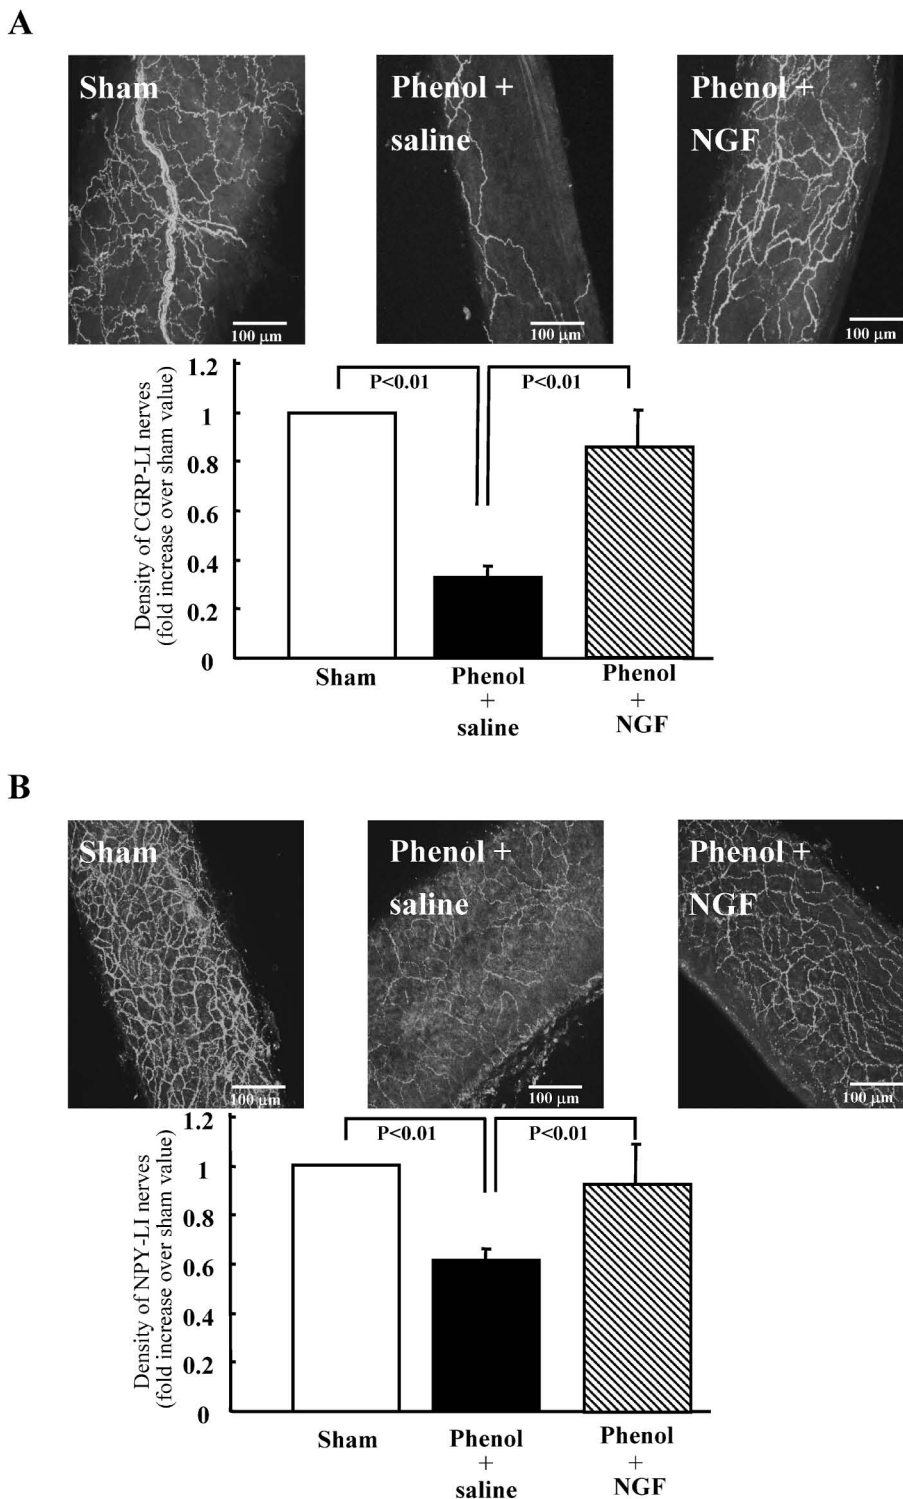 A
Sham
Phenol +
saline
Phenol +
NGF
100 µm
100 µm
100 µm
Density of CGRP-LI nerves
(fold increase over sham value)
1.2
1
0.8
0.6
0.4
0.2
0
P<0.01
P<0.01
Sham
Phenol
+
saline
Phenol
+
NGF
B
Sham
Phenol +
saline
Phenol +
NGF
100 µm
100 µm
100 µm
Density of NPY-LI nerves
(fold increase over sham value)
1.2
1
0.8
0.6
0.4
0.2
0
P<0.01
P<0.01
Sham
Phenol
+
saline
Phenol
+
NGF